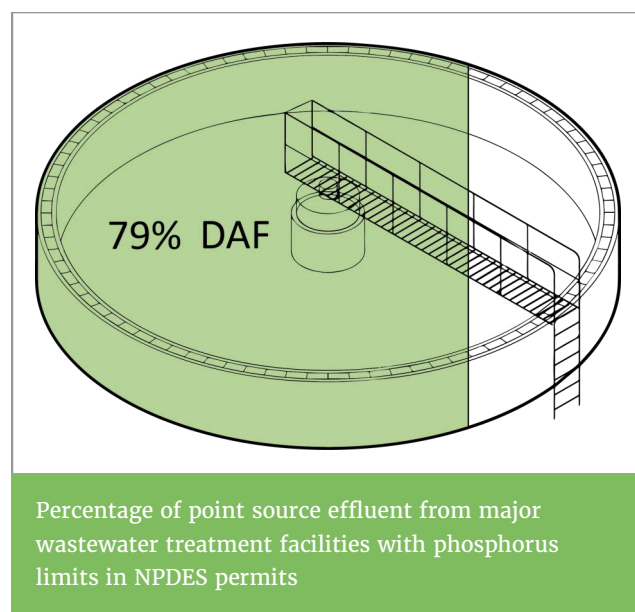 79% DAF
Percentage of point source effluent from major
wastewater treatment facilities with phosphorus
limits in NPDES permits